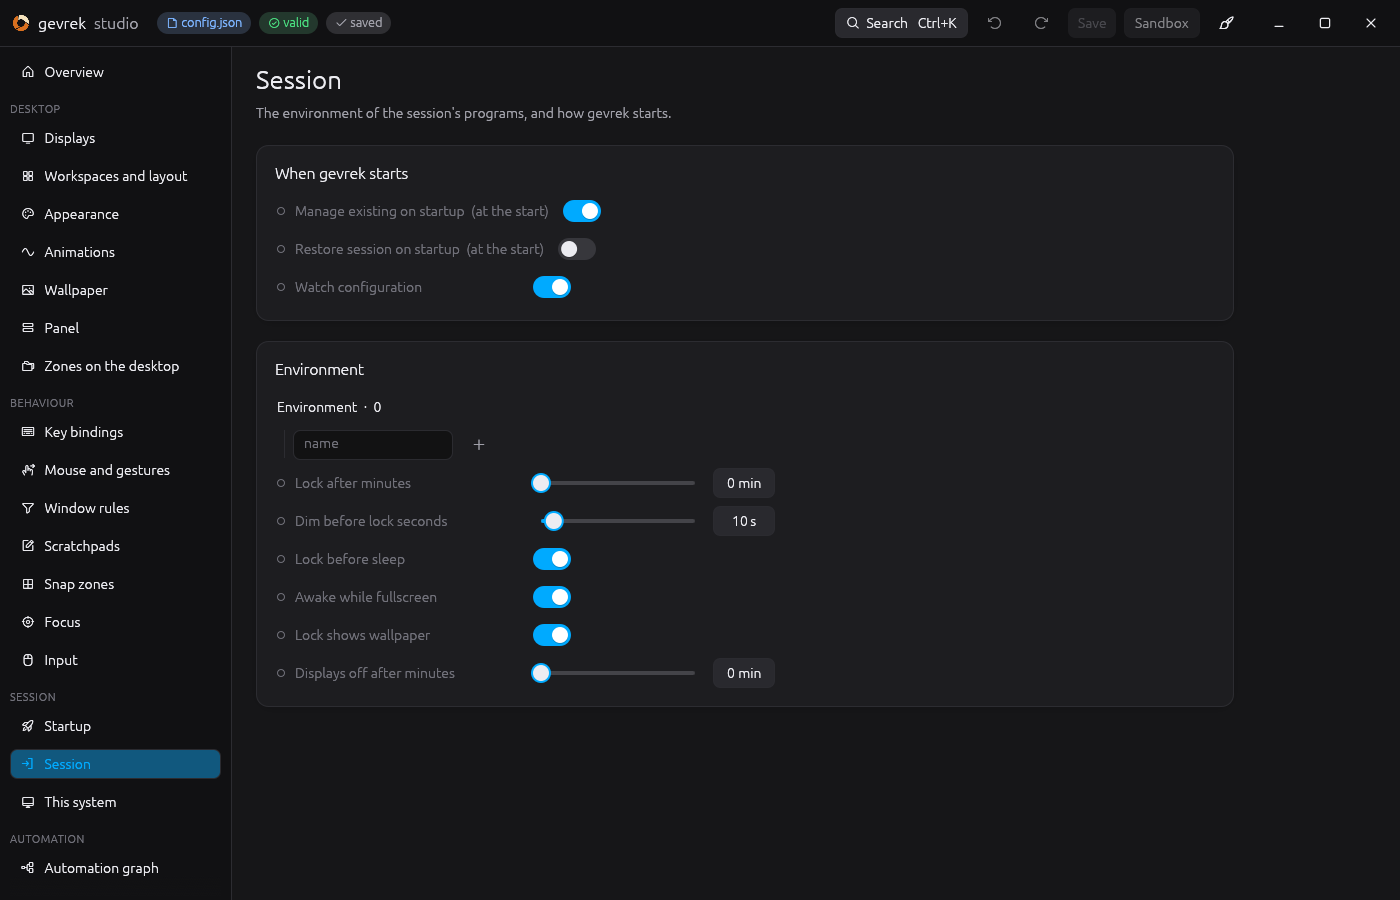 gevrek studio config.json valid saved Search Ctrl+K Save Sandbox
Overview
DESKTOP
Displays
Workspaces and layout
Appearance
Animations
Wallpaper
Panel
Zones on the desktop
BEHAVIOUR
Key bindings
Mouse and gestures
Window rules
Scratchpads
Snap zones
Focus
Input
SESSION
Startup
Session
This system
AUTOMATION
Automation graph
Session
The environment of the session's programs, and how gevrek starts.
When gevrek starts
Manage existing on startup (at the start)
Restore session on startup (at the start)
Watch configuration
Environment
Environment · 0
name
Lock after minutes 0 min
Dim before lock seconds 10 s
Lock before sleep
Awake while fullscreen
Lock shows wallpaper
Displays off after minutes 0 min